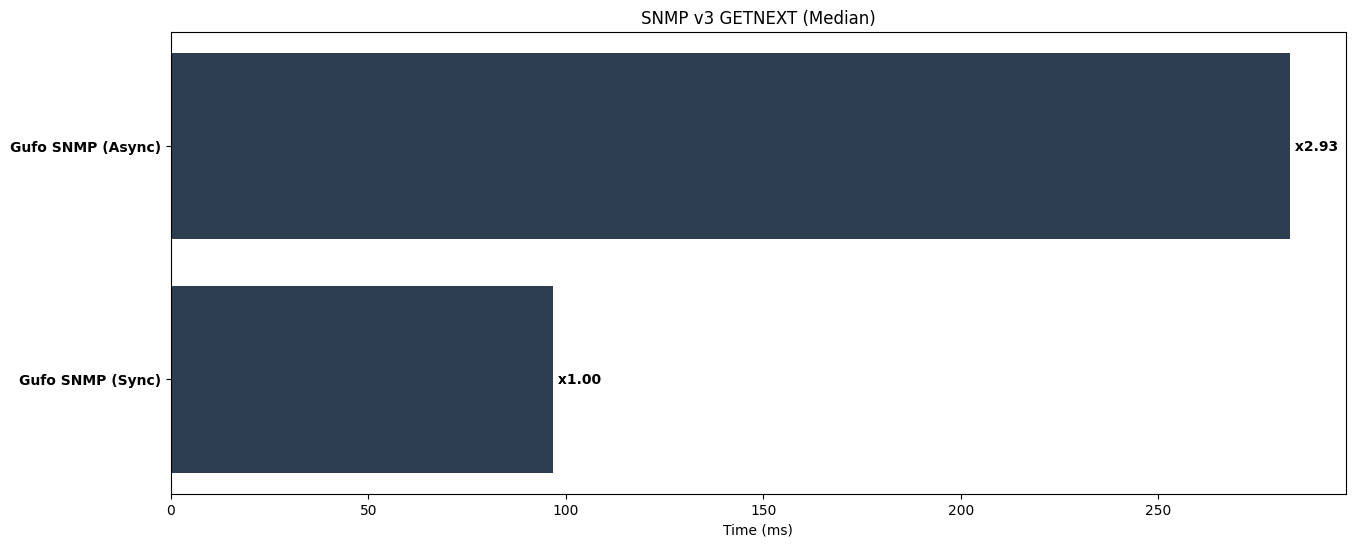 SNMP v3 GETNEXT (Median)
Gufo SNMP (Async)
x2.93
Gufo SNMP (Sync)
x1.00
0 50 100 150 200 250
Time (ms)